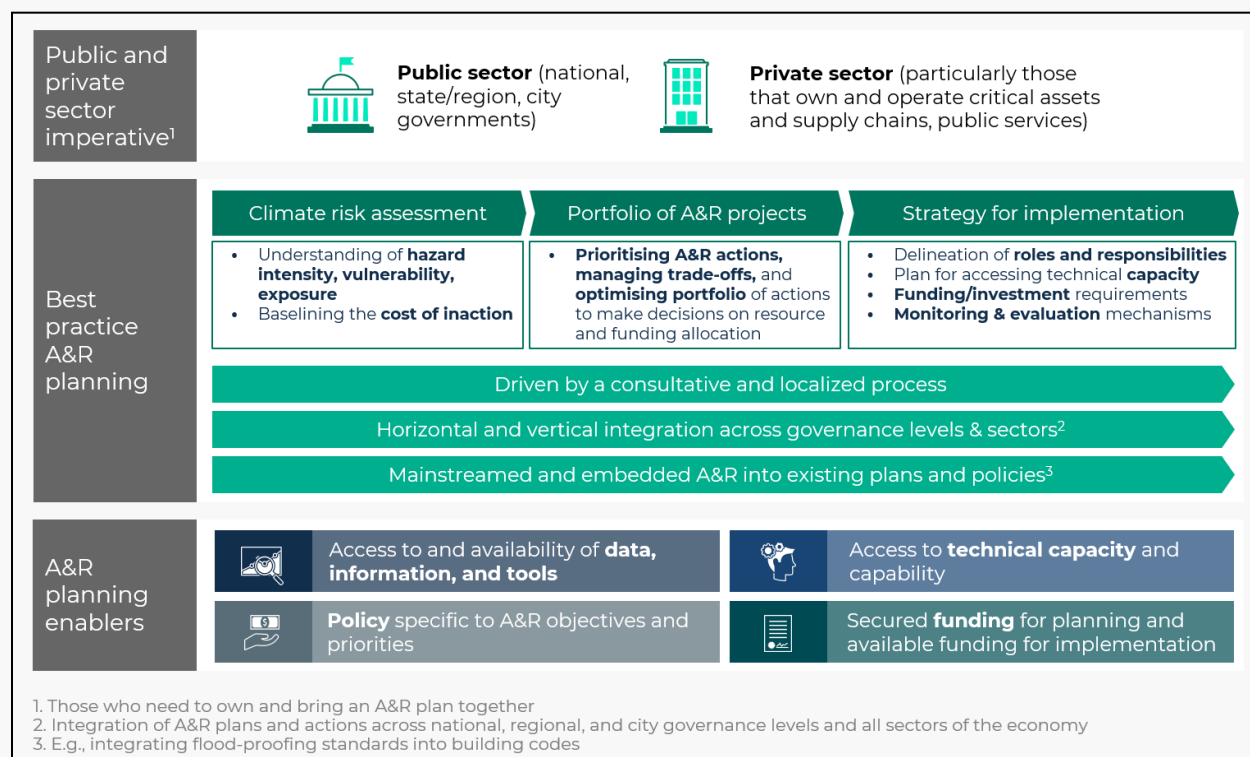 Public and
private
sector
imperative¹
Public sector (national,
state/region, city
governments)
Private sector (particularly those
that own and operate critical assets
and supply chains, public services)
Best
practice
A&R
planning
Climate risk assessment
Portfolio of A&R projects
Strategy for implementation
• Understanding of hazard
intensity, vulnerability,
exposure
• Baselining the cost of inaction
• Prioritising A&R actions,
managing trade-offs, and
optimising portfolio of actions
to make decisions on resource
and funding allocation
• Delineation of roles and responsibilities
• Plan for accessing technical capacity
• Funding/investment requirements
• Monitoring & evaluation mechanisms
Driven by a consultative and localized process
Horizontal and vertical integration across governance levels & sectors²
Mainstreamed and embedded A&R into existing plans and policies³
A&R
planning
enablers
Access to and availability of data,
information, and tools
Access to technical capacity and
capability
Policy specific to A&R objectives and
priorities
Secured funding for planning and
available funding for implementation
1. Those who need to own and bring an A&R plan together
2. Integration of A&R plans and actions across national, regional, and city governance levels and all sectors of the economy
3. E.g., integrating flood-proofing standards into building codes